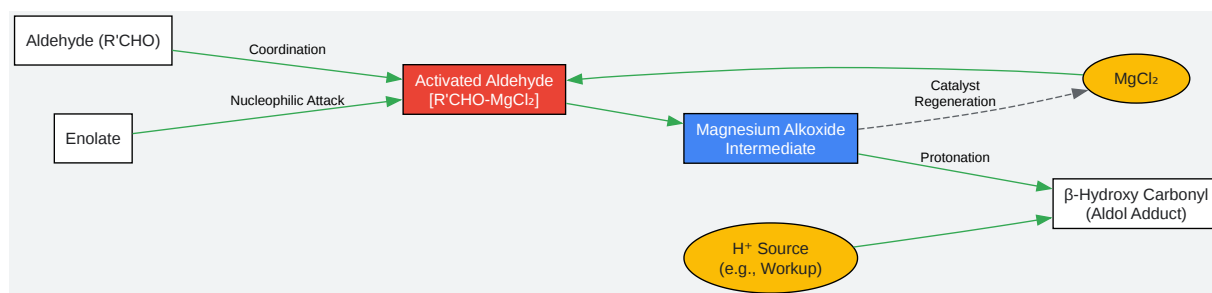 Aldehyde (R'CHO)
Coordination
Nucleophilic Attack
Enolate
Activated Aldehyde
[R'CHO-MgCl₂]
Catalyst
Regeneration
MgCl₂
Magnesium Alkoxide
Intermediate
Protonation
β-Hydroxy Carbonyl
(Aldol Adduct)
H⁺ Source
(e.g., Workup)